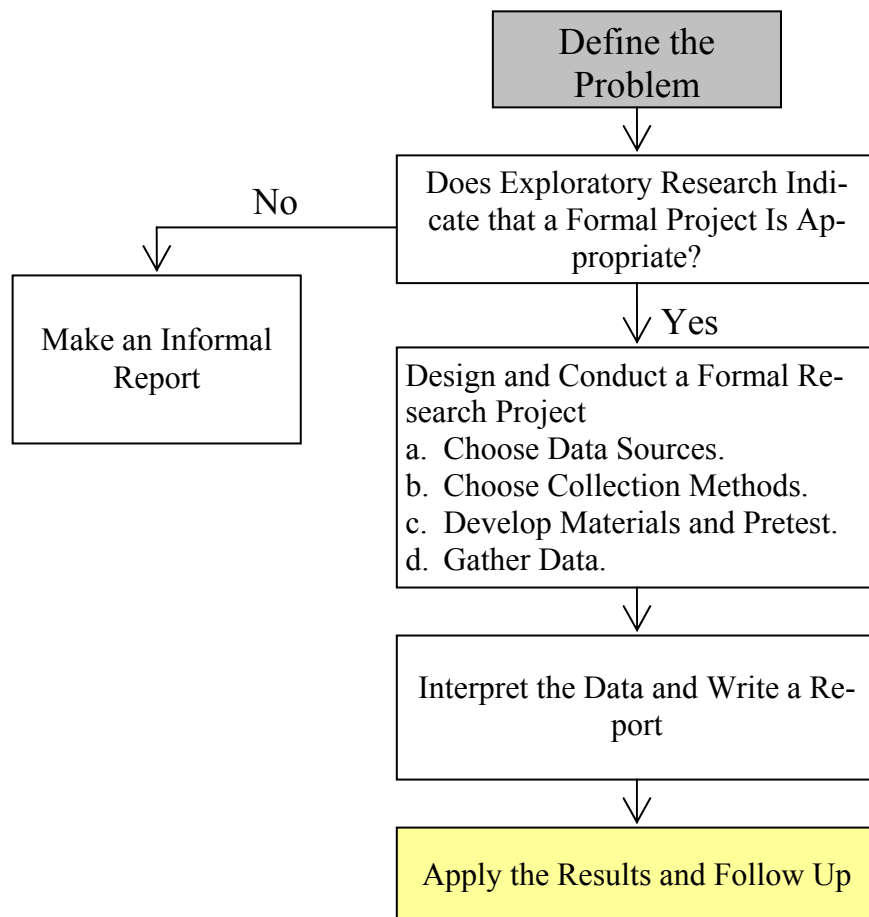 Define the
Problem
Does Exploratory Research Indi-
cate that a Formal Project Is Ap-
propriate?
No
Make an Informal
Report
Yes
Design and Conduct a Formal Re-
search Project
a. Choose Data Sources.
b. Choose Collection Methods.
c. Develop Materials and Pretest.
d. Gather Data.
Interpret the Data and Write a Re-
port
Apply the Results and Follow Up